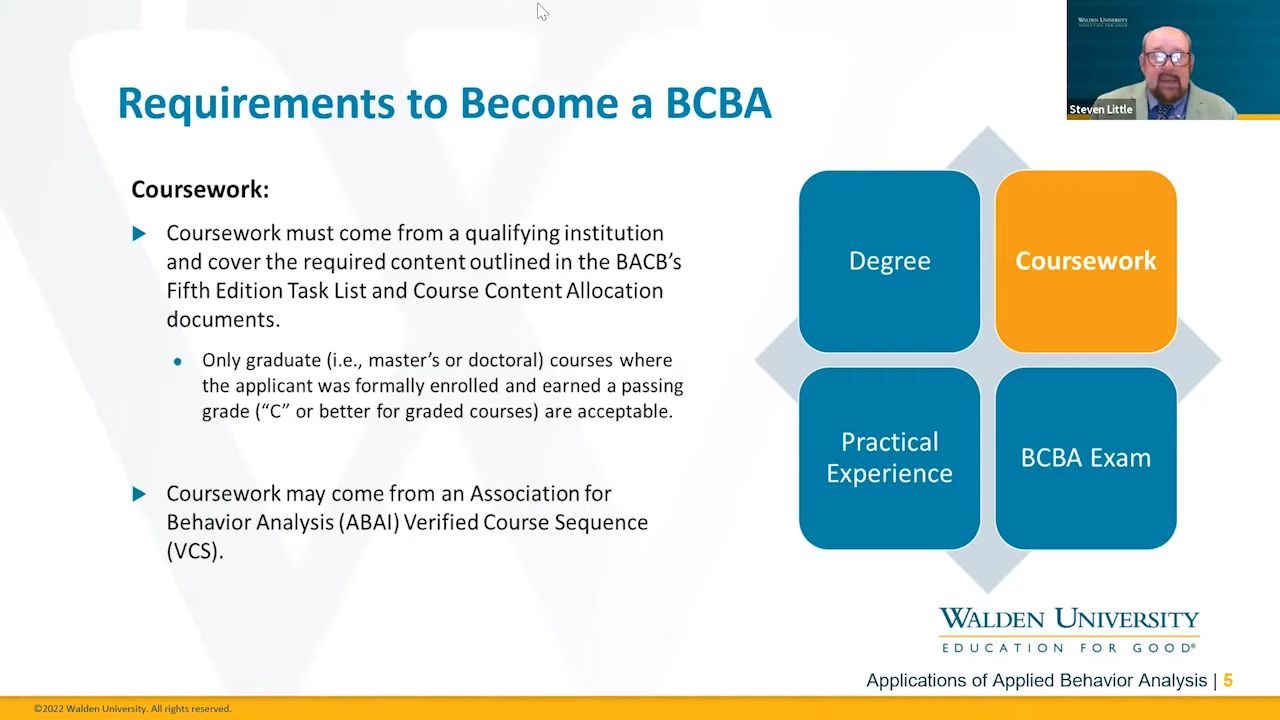 WALDEN UNIVERSITY
EDUCATION FOR GOOD
Steven Little
Requirements to Become a BCBA
Coursework:
Coursework must come from a qualifying institution
and cover the required content outlined in the BACB's
Fifth Edition Task List and Course Content Allocation
documents.
Only graduate (i.e., master's or doctoral) courses where
the applicant was formally enrolled and earned a passing
grade ("C" or better for graded courses) are acceptable.
Coursework may come from an Association for
Behavior Analysis (ABAI) Verified Course Sequence
(VCS).
Degree
Coursework
Practical
Experience
BCBA Exam
WALDEN UNIVERSITY
EDUCATION FOR GOOD®
Applications of Applied Behavior Analysis | 5
©2022 Walden University. All rights reserved.